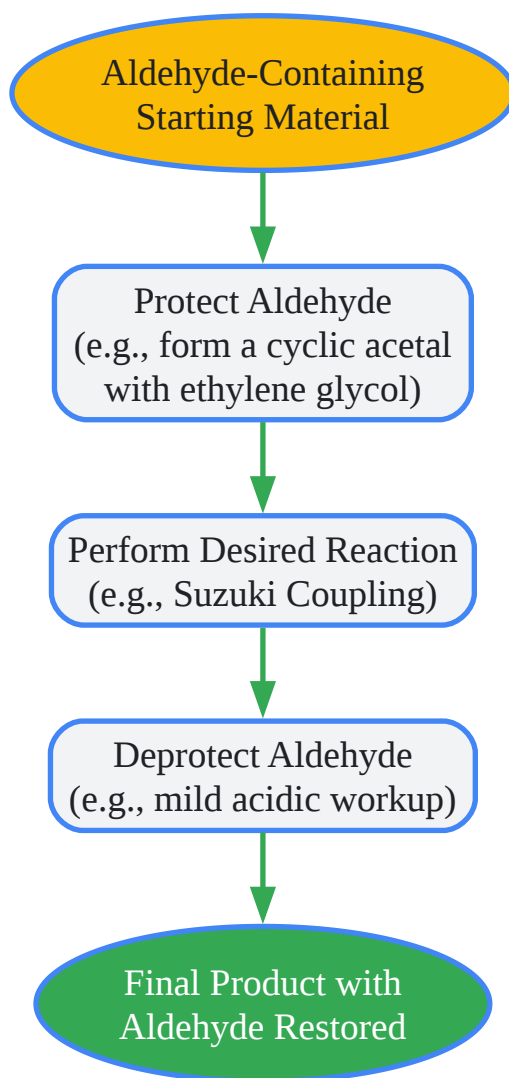 Aldehyde-Containing
Starting Material
Protect Aldehyde
(e.g., form a cyclic acetal
with ethylene glycol)
Perform Desired Reaction
(e.g., Suzuki Coupling)
Deprotect Aldehyde
(e.g., mild acidic workup)
Final Product with
Aldehyde Restored